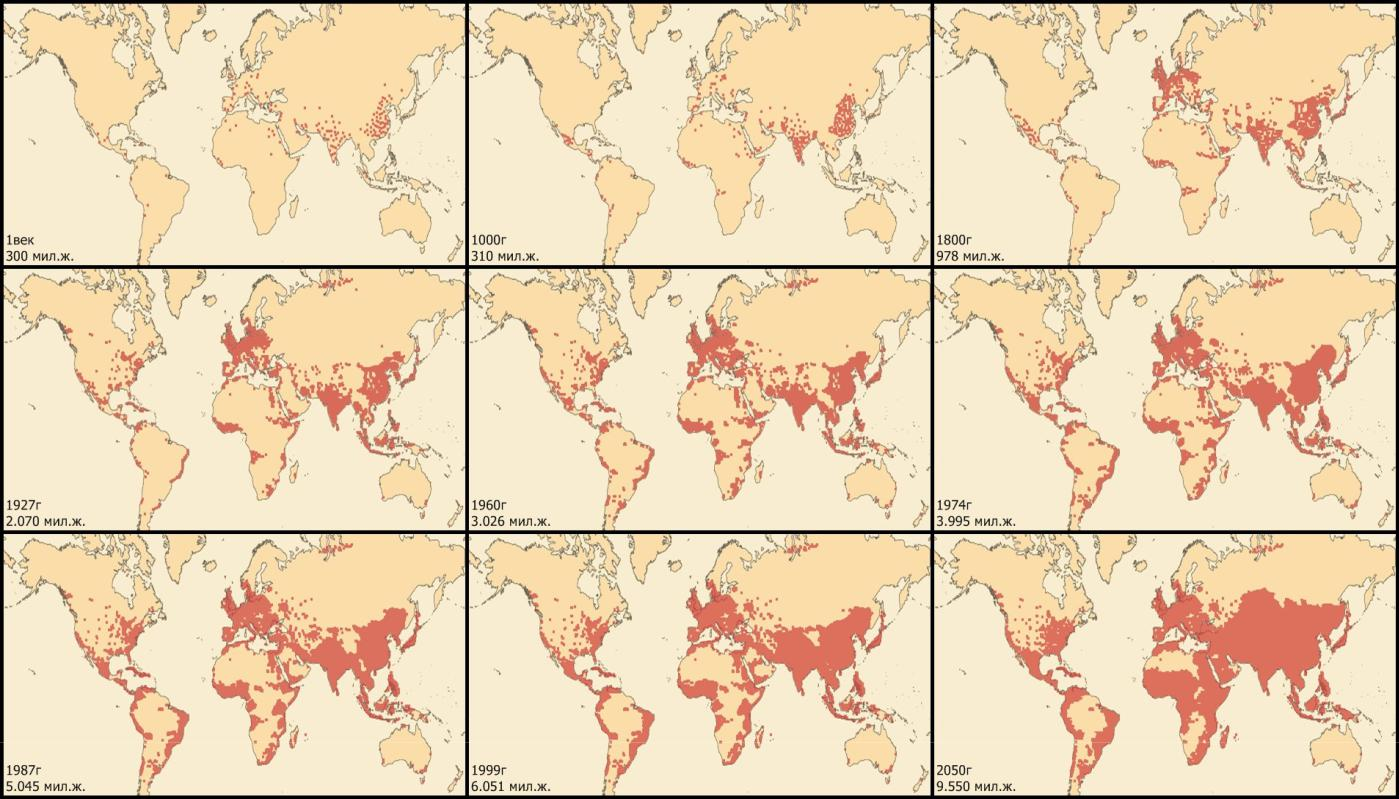 1век
300 мил.ж.
1000г
310 мил.ж.
1800г
978 мил.ж.
1927г
2.070 мил.ж.
1960г
3.026 мил.ж.
1974г
3.995 мил.ж.
1987г
5.045 мил.ж.
1999г
6.051 мил.ж.
2050г
9.550 мил.ж.